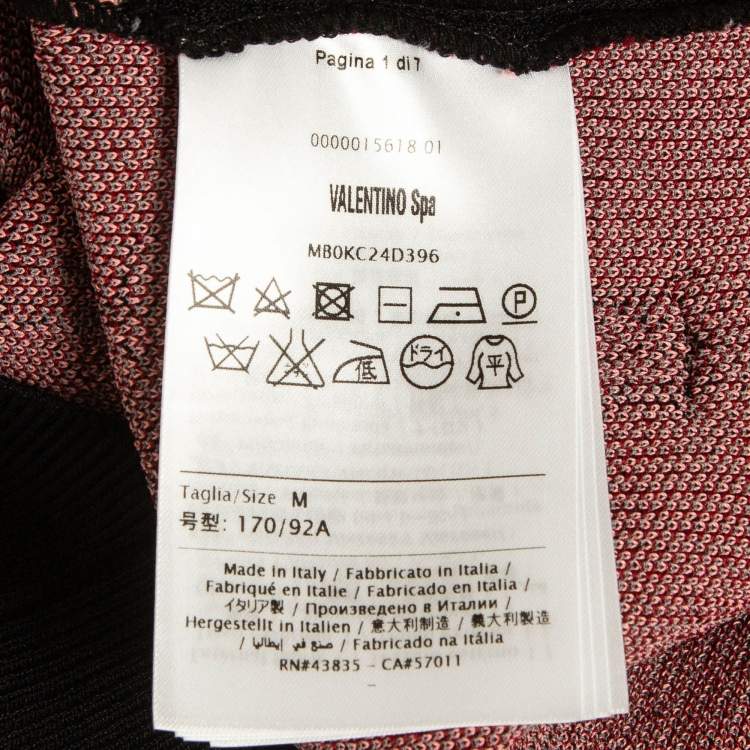 Pagina 1 di 7
0000015618 01
VALENTINO Spa
MB0KC24D396
P
低 ドライ 平
Taglia/Size M
号型: 170/92A
Made in Italy / Fabbricato in Italia /
Fabriqué en Italie / Fabricado en Italia /
イタリア製 / Произведено в Италии /
Hergestellt in Italien / 意大利制造 / 義大利製造
/ صنع في إيطاليا / Fabricado na Itália
RN#43835 - CA#57011
-